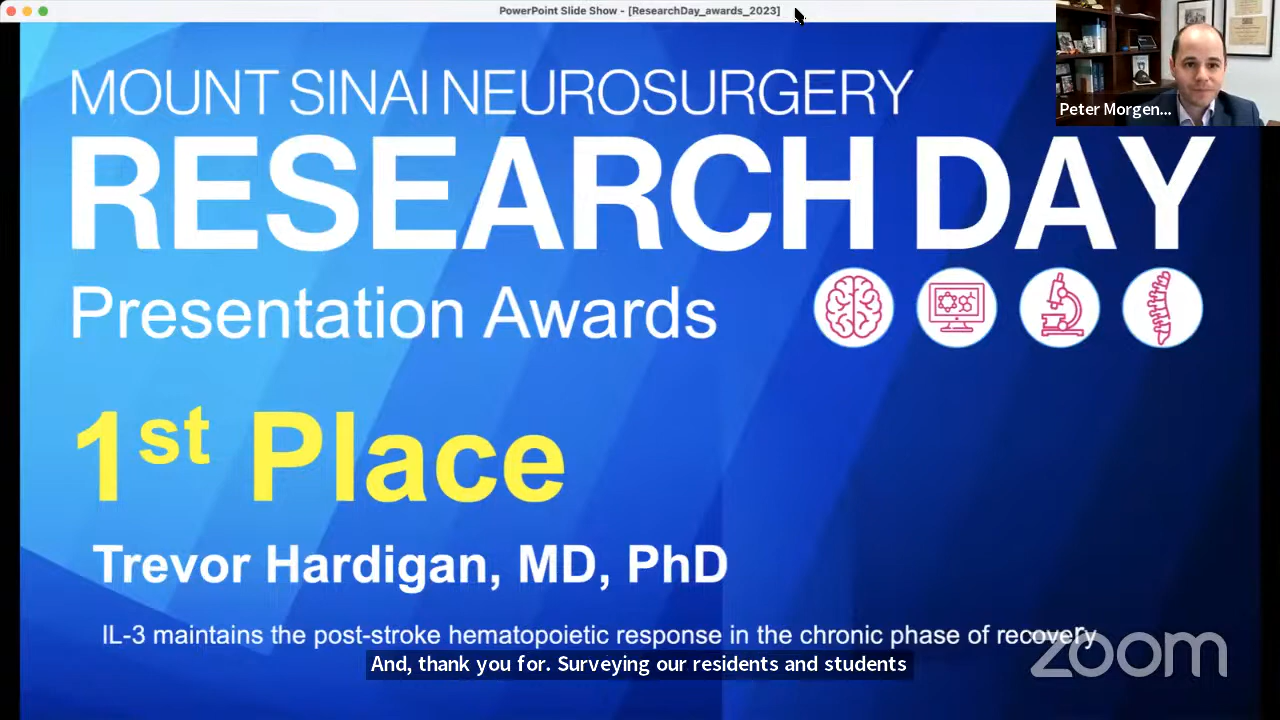 PowerPoint Slide Show - [ResearchDay_awards_2023]
MOUNT SINAI NEUROSURGERY
Peter Morgen...
RESEARCH DAY
Presentation Awards
1st Place
Trevor Hardigan, MD, PhD
IL-3 maintains the post-stroke hematopoietic response in the chronic phase of recovery
And, thank you for. Surveying our residents and students
zoom